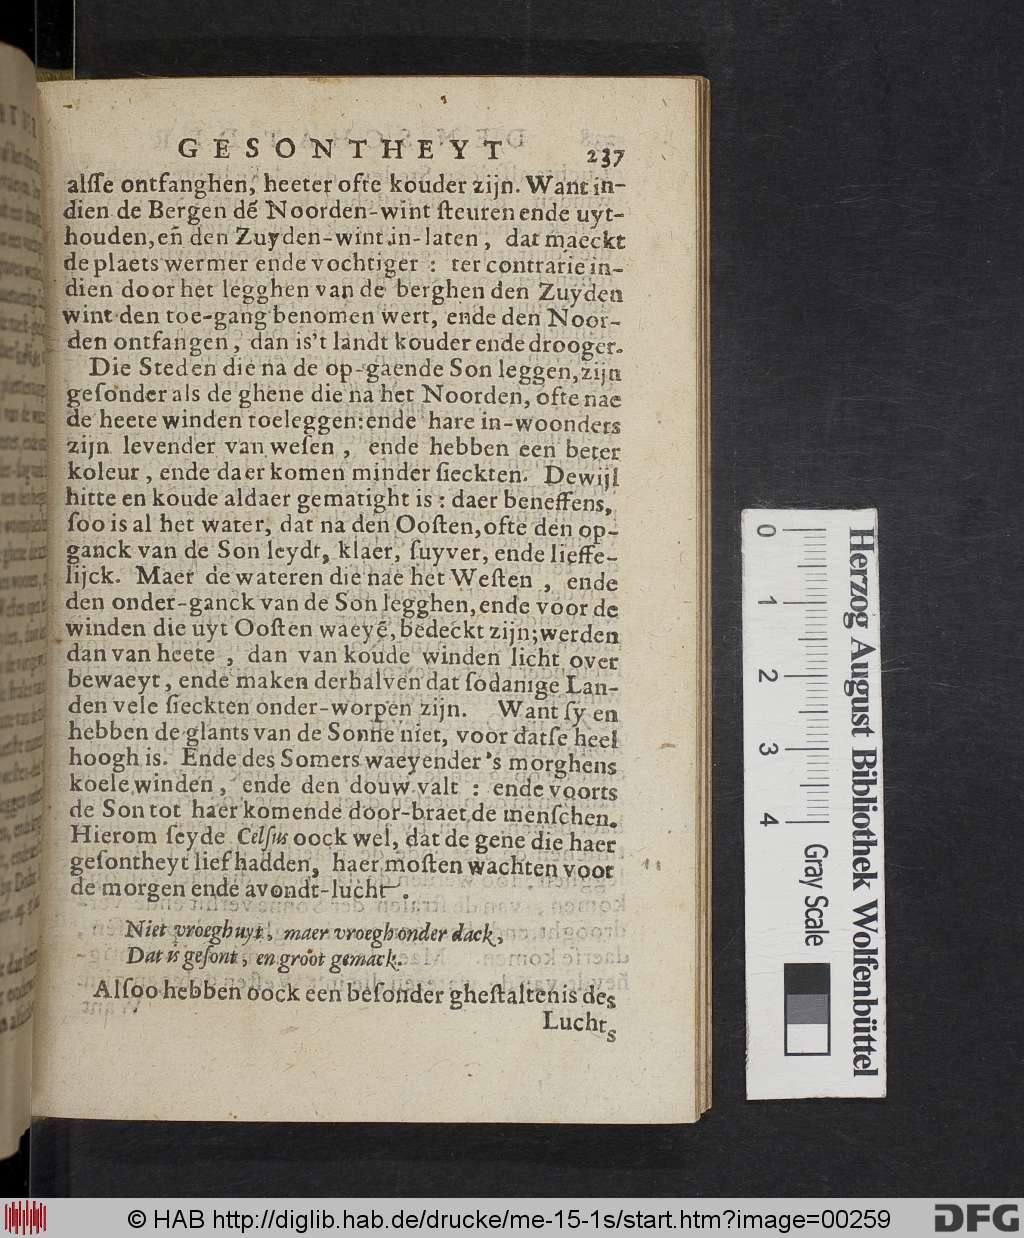 GESONTHEYT 237
alſſe ontfanghen, heeter ofte kouder zijn. Want in-
dien de Bergen dẽ Noorden-wint ſteuren ende uyt-
houden, eñ den Zuyden-wint in-laten, dat maeckt
de plaets wermer ende vochtiger : ter contrarie in-
dien door het legghen van de berghen den Zuyden
wint den toe-gang benomen wert, ende den Noor-
den ontfangen, dan is't landt kouder ende drooger.
Die Steden die na de op-gaende Son leggen, zijn
geſonder als de ghene die na het Noorden, ofte nae
de heete winden toeleggen: ende hare in-woonders
zijn levender van weſen, ende hebben een beter
koleur, ende daer komen minder ſieckten. Dewijl
hitte en koude aldaer gematight is : daer beneffens,
ſoo is al het water, dat na den Ooſten, ofte den op-
ganck van de Son leydt, klaer, ſuyver, ende lieffe-
lijck. Maer de wateren die nae het Weſten, ende
den onder-ganck van de Son legghen, ende voor de
winden die uyt Ooſten waeyẽ, bedeckt zijn; werden
dan van heete, dan van koude winden licht over
bewaeyt, ende maken derhalven dat ſodanige Lan-
den vele ſieckten onder-worpen zijn. Want ſy en
hebben de glants van de Sonne niet, voor datſe heel
hoogh is. Ende des Somers waeyender 's morghens
koele winden, ende den douw valt : ende voorts
de Son tot haer komende door-braet de menſchen.
Hierom ſeyde Celſus oock wel, dat de gene die haer
geſontheyt lief hadden, haer moſten wachten voor
de morgen ende avondt-lucht.
Niet vroegh uyt, maer vroegh onder dack,
Dat is geſont, en groot gemack.
Alſoo hebben oock een beſonder gheſtaltenis des
Luchts
0 1 2 3 4
Gray Scale
Herzog August Bibliothek Wolfenbüttel
© HAB http://diglib.hab.de/drucke/me-15-1s/start.htm?image=00259
DFG